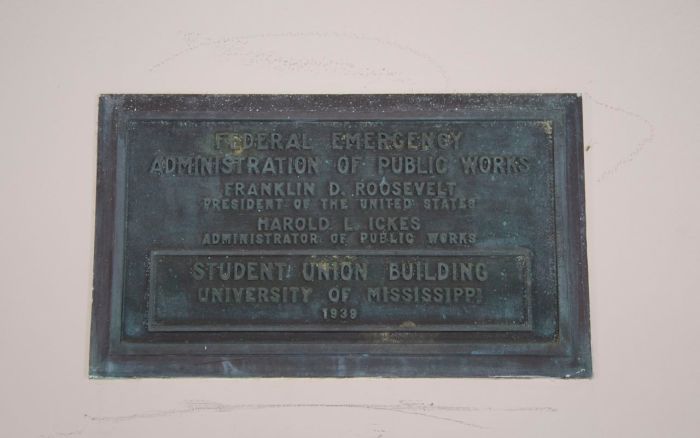 FEDERAL EMERGENCY
ADMINISTRATION OF PUBLIC WORKS
FRANKLIN D. ROOSEVELT
PRESIDENT OF THE UNITED STATES
HAROLD L. ICKES
ADMINISTRATOR OF PUBLIC WORKS
STUDENT UNION BUILDING
UNIVERSITY OF MISSISSIPPI
1939